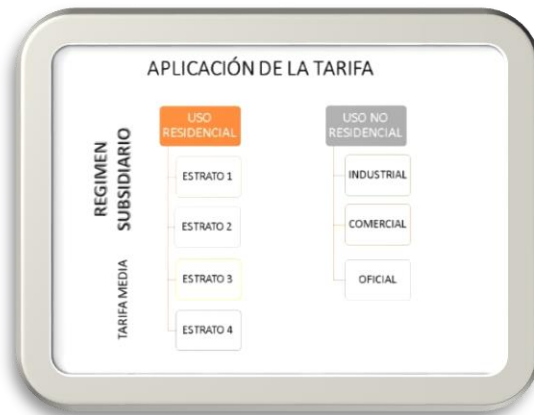 APLICACIÓN DE LA TARIFA
REGIMEN
SUBSIDIARIO
TARIFA MEDIA
USO
RESIDENCIAL
ESTRATO 1
ESTRATO 2
ESTRATO 3
ESTRATO 4
USO NO
RESIDENCIAL
INDUSTRIAL
COMERCIAL
OFICIAL